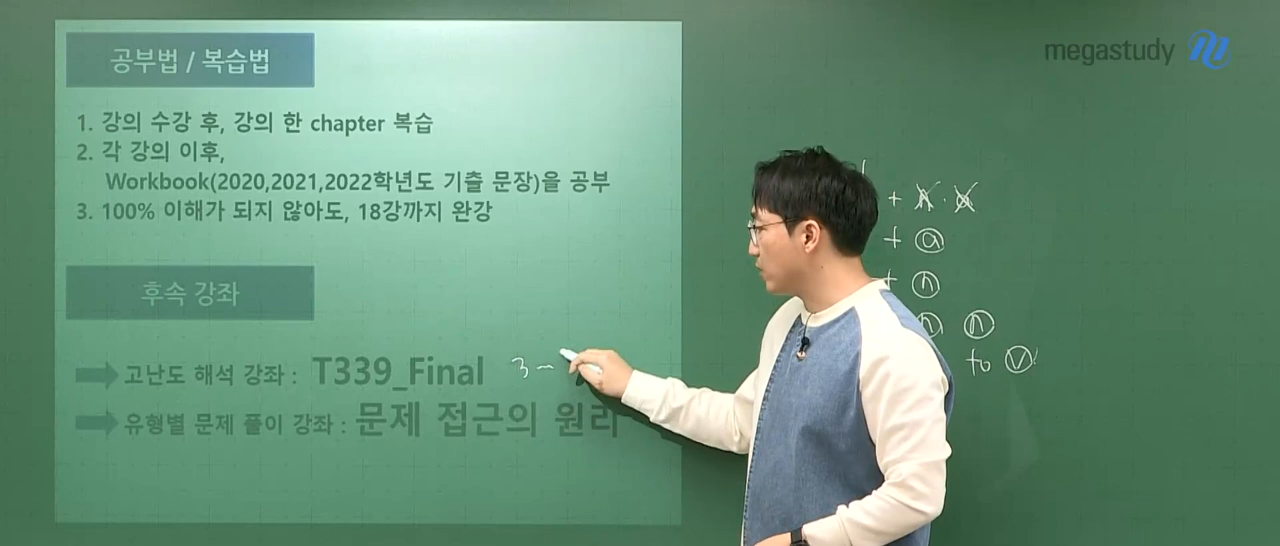 공부법 / 복습법
1. 강의 수강 후, 강의 한 chapter 복습
2. 각 강의 이후,
Workbook(2020,2021,2022학년도 기출 문장)을 공부
3. 100% 이해가 되지 않아도, 18강까지 완강
후속 강좌
고난도 해석 강좌 : T339_Final
3~
유형별 문제 풀이 강좌 : 문제 접근의 원리
megastudy
+
+ a
+ n
n n
to v